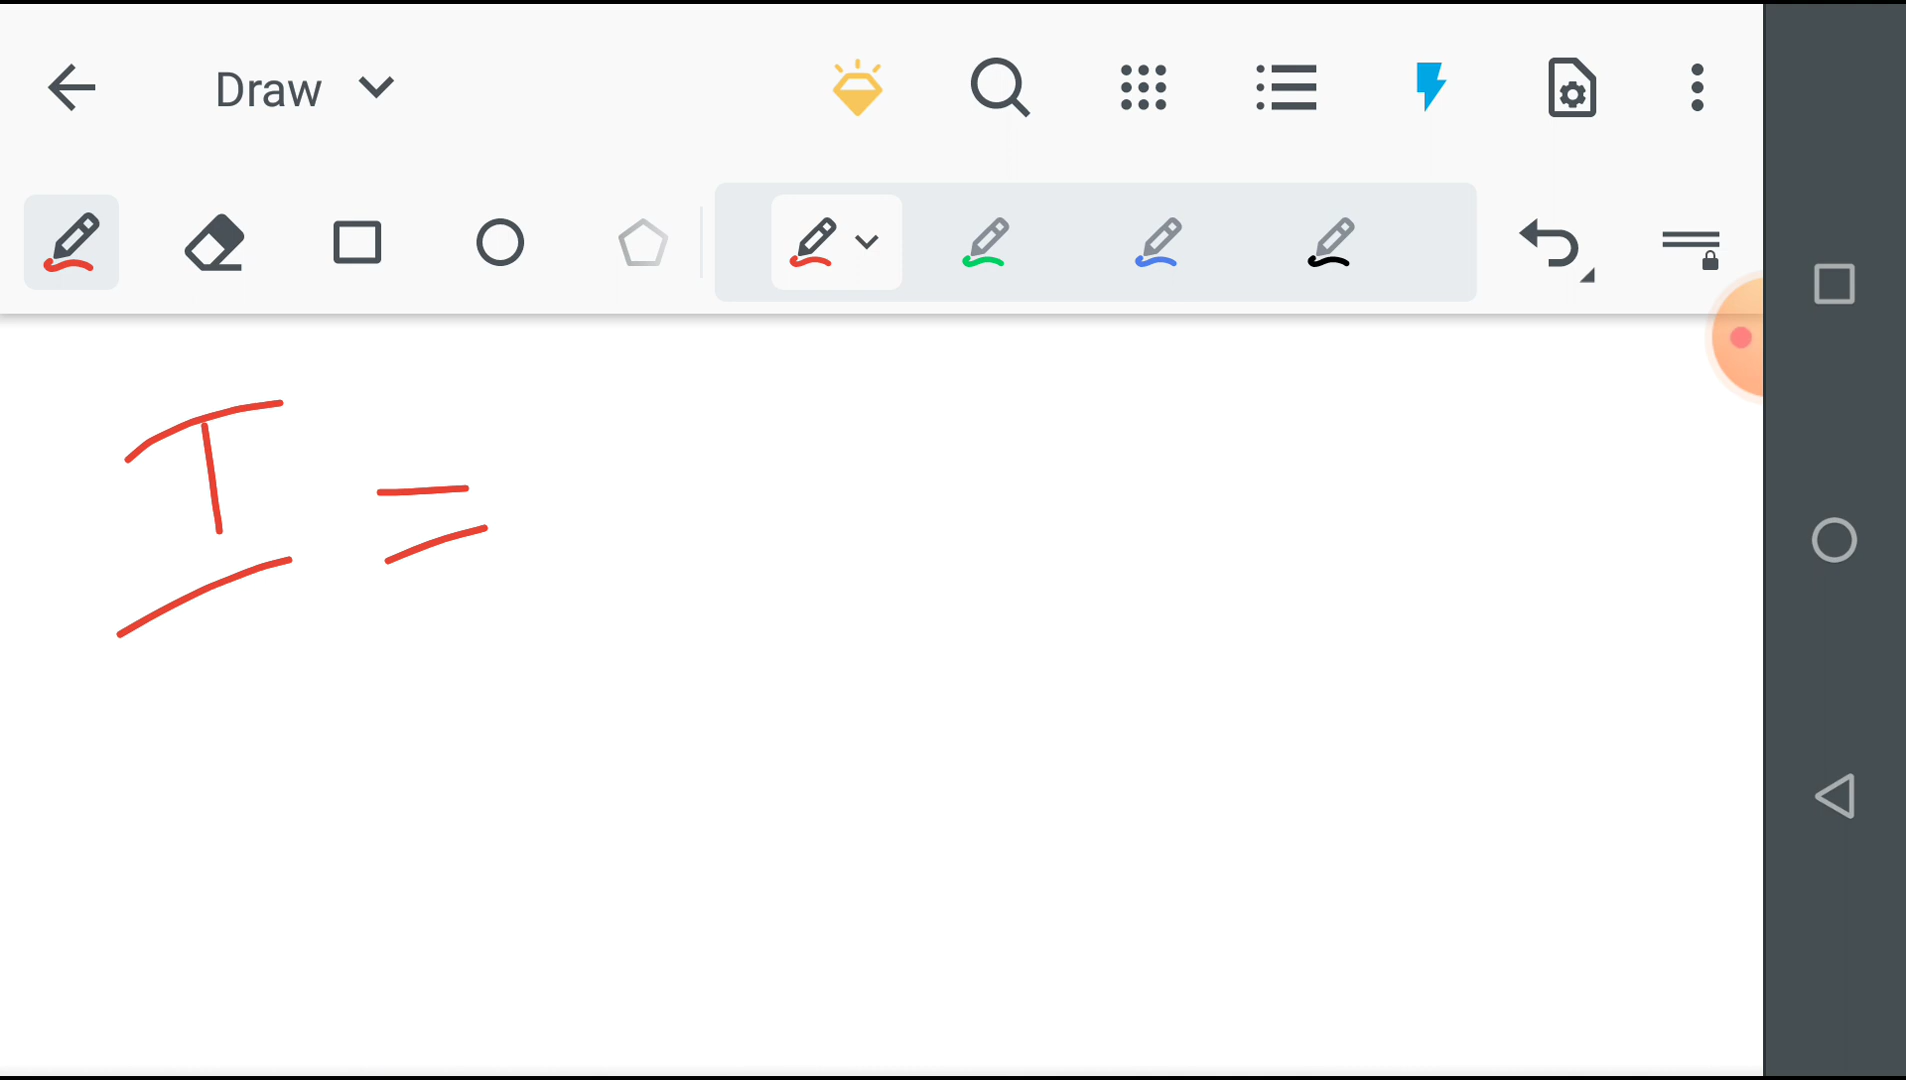 Draw
I =